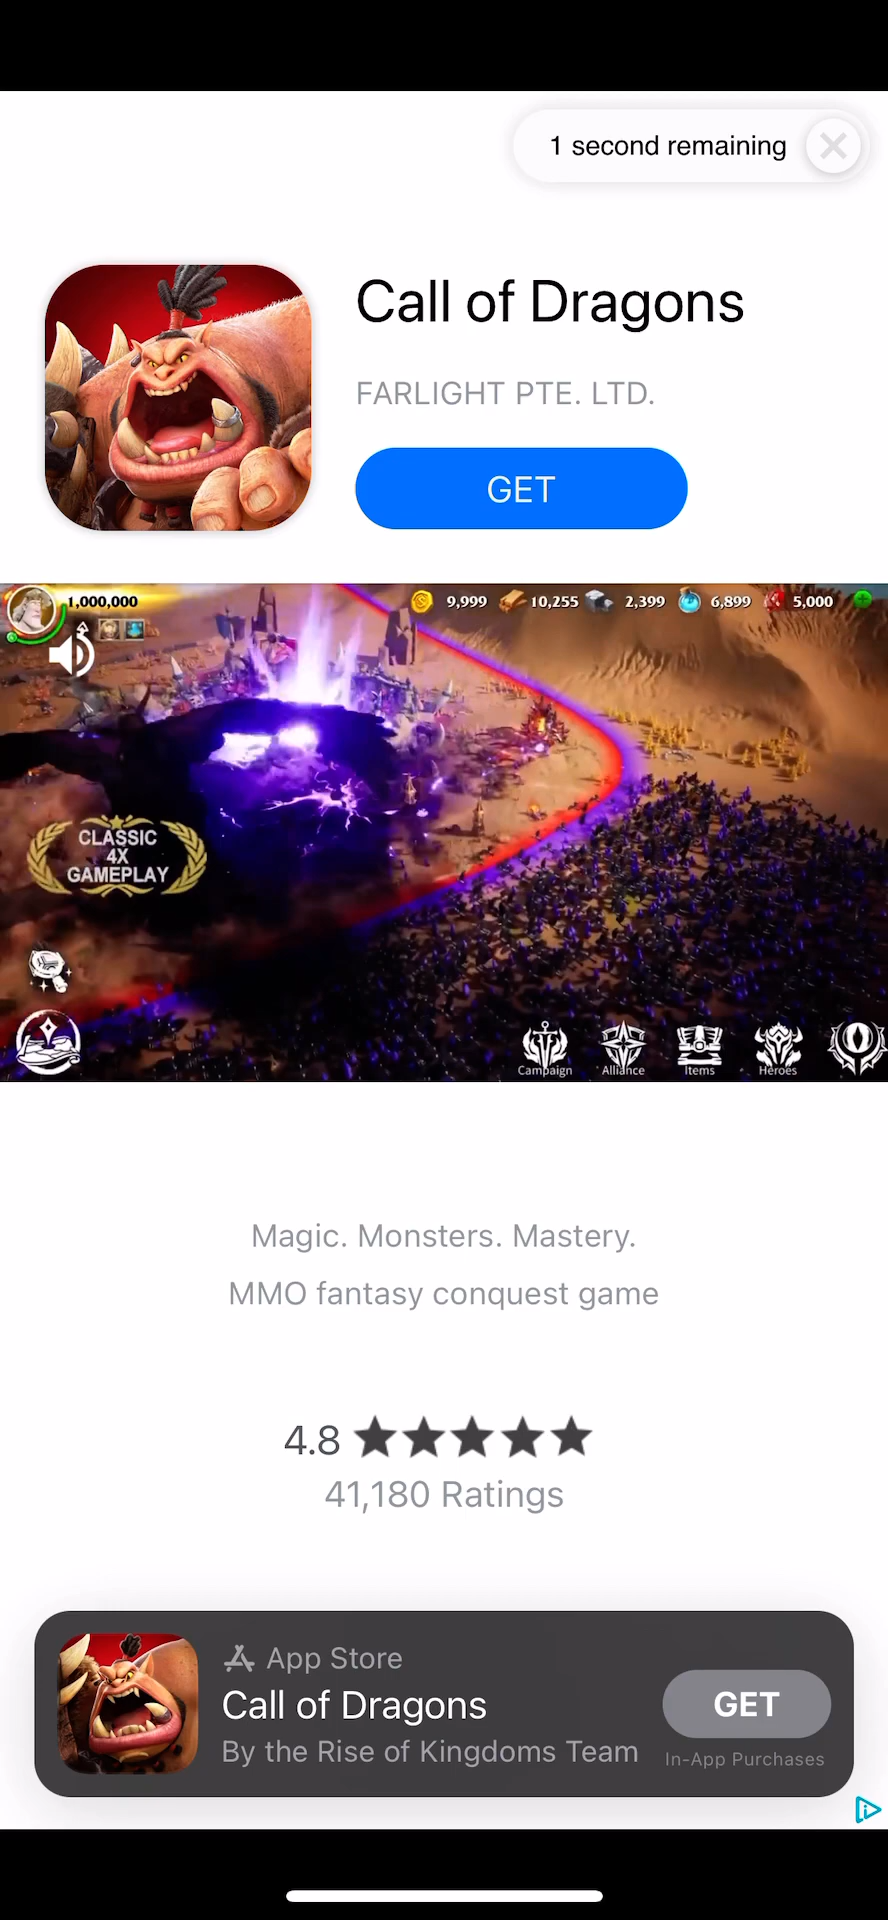 1 second remaining
Call of Dragons
FARLIGHT PTE. LTD.
GET
1,000,000
9,999
10,255
2,399
6,899
5,000
CLASSIC
4X
GAMEPLAY
Campaign
Alliance
Items
Heroes
Magic. Monsters. Mastery.
MMO fantasy conquest game
4.8
41,180 Ratings
App Store
Call of Dragons
By the Rise of Kingdoms Team
GET
In-App Purchases